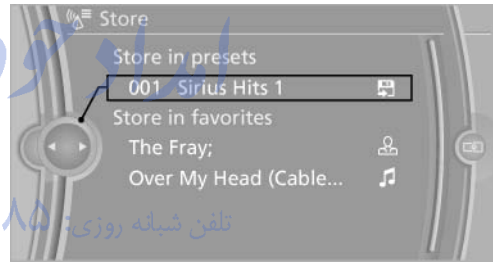 Store
Store in presets
001 Sirius Hits 1
Store in favorites
The Fray;
Over My Head (Cable...
تلفن شبانه روزی: ۸۵